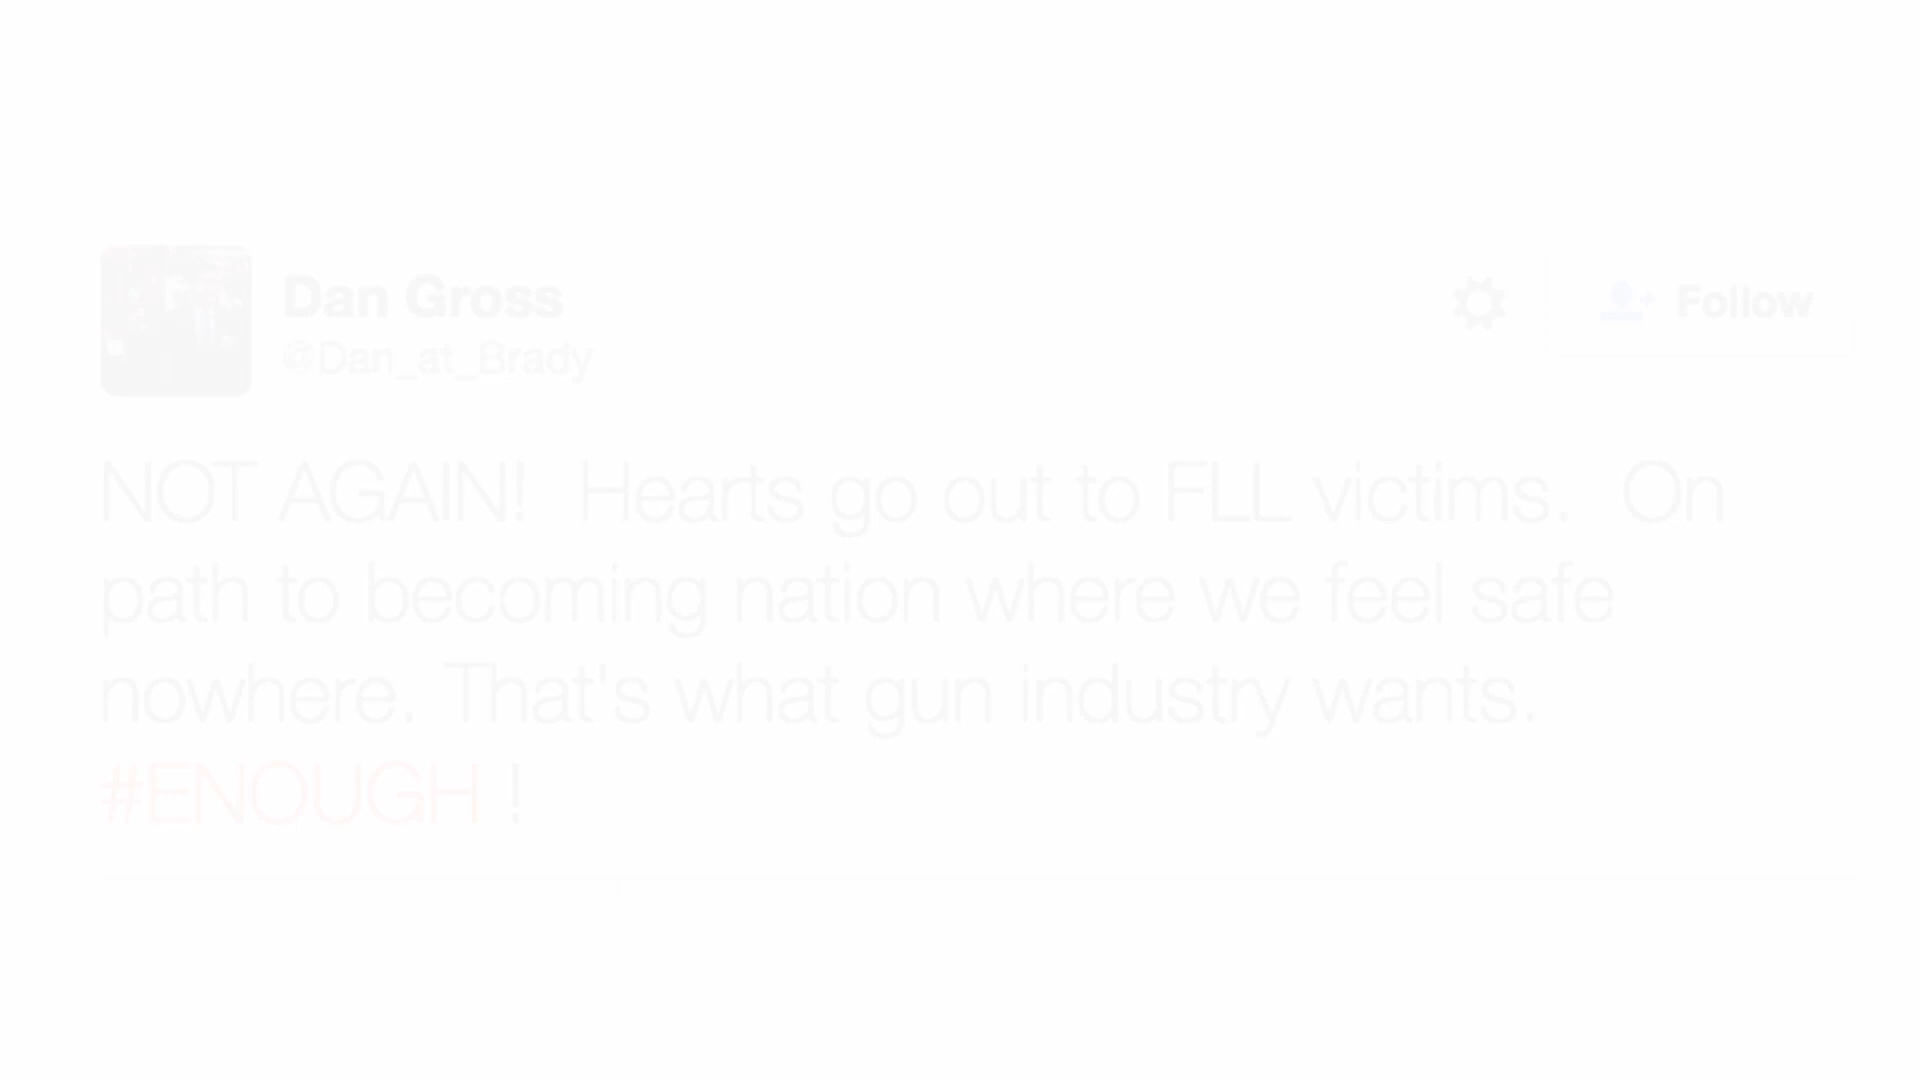 Dan Gross
@Dan_at_Brady
Follow
NOT AGAIN!  Hearts go out to FLL victims.  On
path to becoming nation where we feel safe
nowhere. That's what gun industry wants.
#ENOUGH !